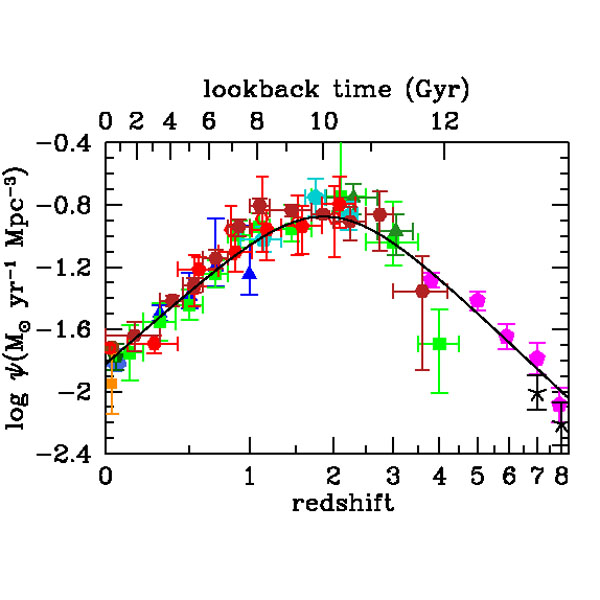 lookback time (Gyr)
0 2 4 6 8 10 12
-0.4
-0.8
-1.2
-1.6
-2
-2.4
log ψ(M☉ yr⁻¹ Mpc⁻³)
0 1 2 3 4 5 6 7 8
redshift